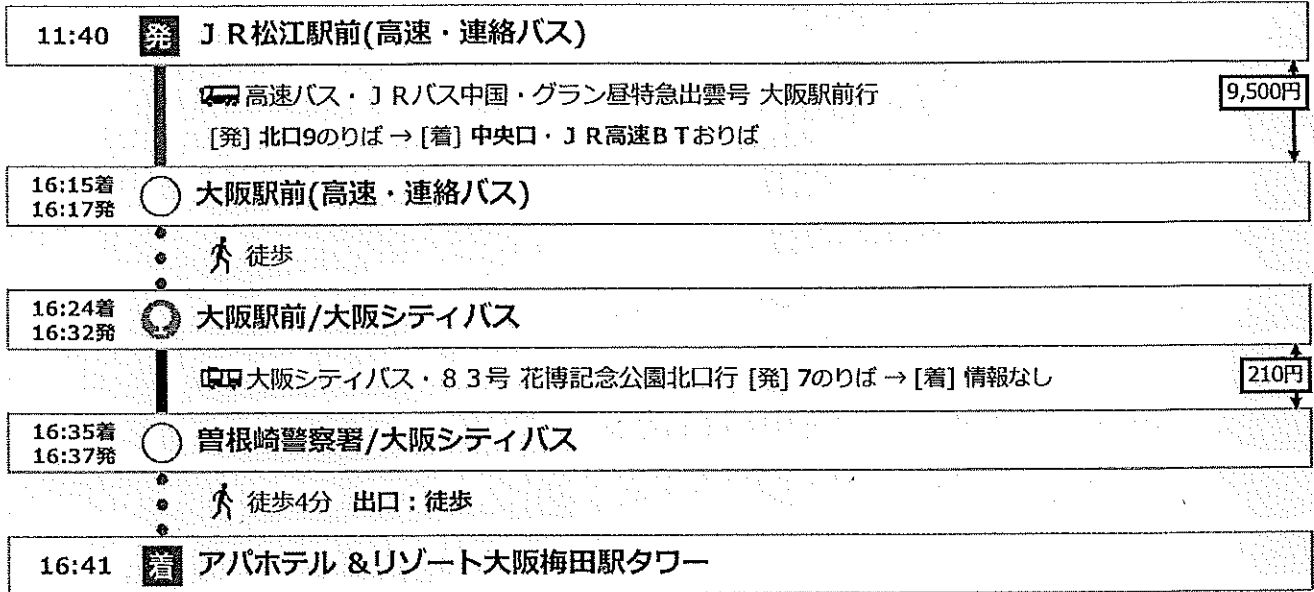 11:40 発 JR松江駅前(高速・連絡バス)
高速バス・JRバス中国・グラン昼特急出雲号 大阪駅前行
9,500円
[発] 北口9のりば → [着] 中央口・JR高速BTおりば
16:15着
16:17発
大阪駅前(高速・連絡バス)
徒歩
16:24着
16:32発
大阪駅前/大阪シティバス
大阪シティバス・83号 花博記念公園北口行 [発] 7のりば → [着] 情報なし
210円
16:35着
16:37発
曽根崎警察署/大阪シティバス
徒歩4分 出口:徒歩
16:41 着 アパホテル &リゾート大阪梅田駅タワー